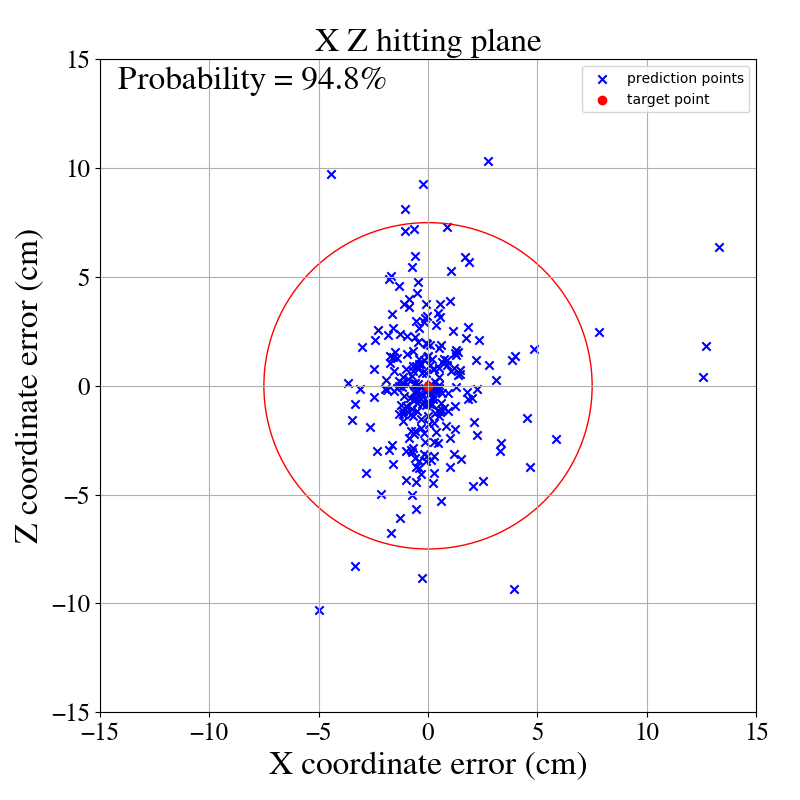 X Z hitting plane
Probability = 94.8%
prediction points
target point
15
10
5
0
−5
−10
−15
Z coordinate error (cm)
−15 −10 −5 0 5 10 15
X coordinate error (cm)